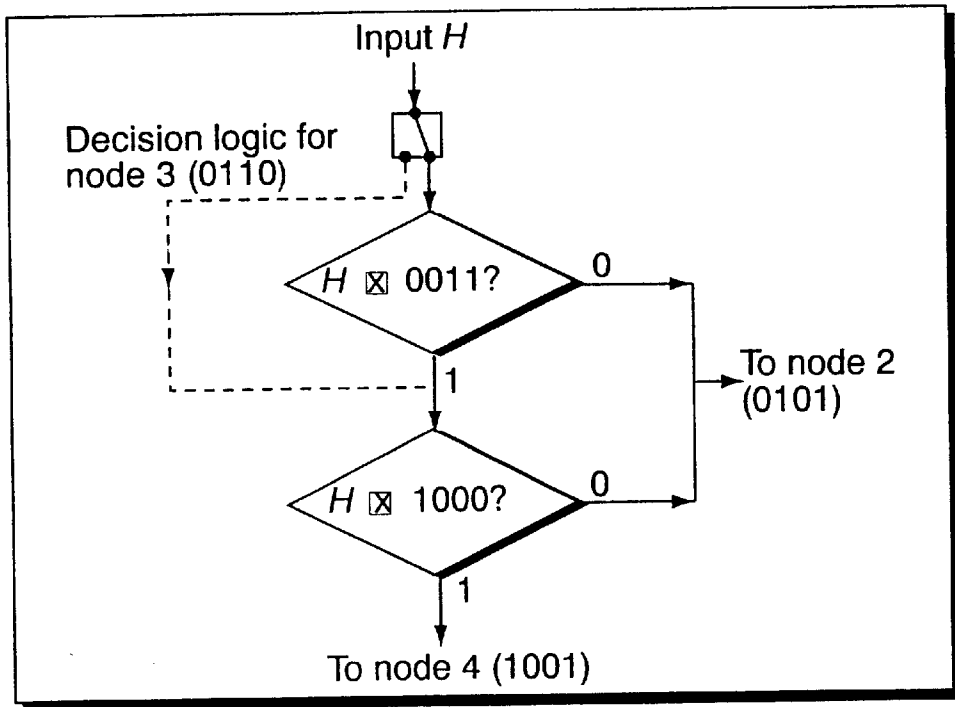 Input H
Decision logic for
node 3 (0110)
H ☒ 0011?
0
1
To node 2
(0101)
H ☒ 1000?
0
1
To node 4 (1001)